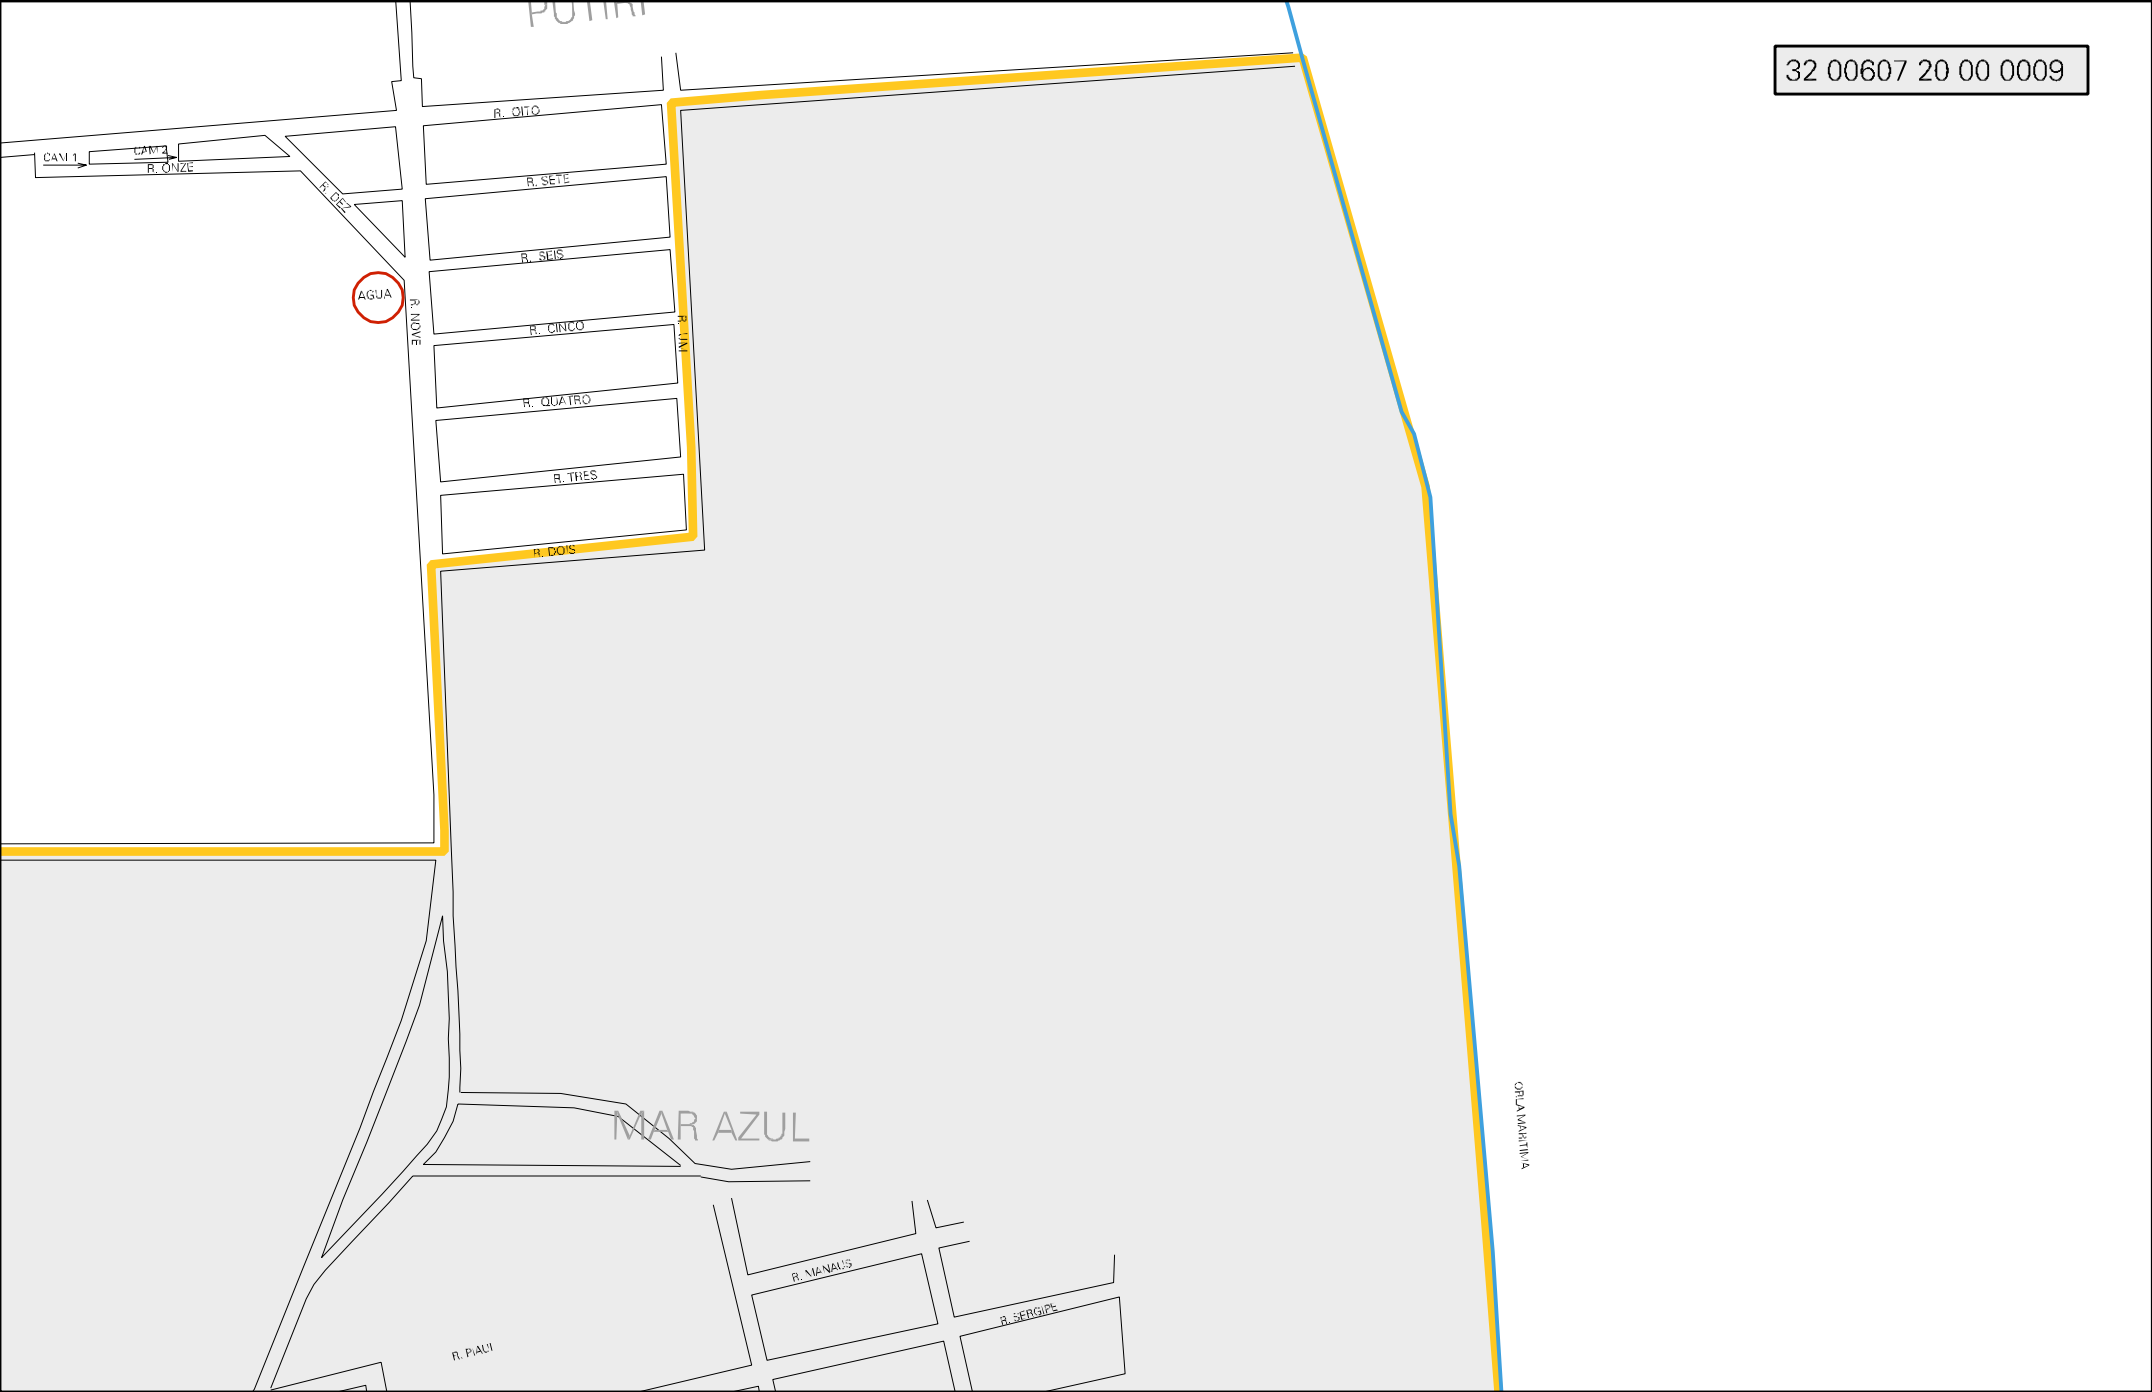 PUTIRI
32 00607 20 00 0009
R. OITO
CAM 1
CAM 2
R. ONZE
R. SETE
R. DEZ
R. SEIS
AGUA
R. NOVE
R. CINCO
R. UM
R. QUATRO
R. TRES
R. DOIS
ORLA MARITIMA
MAR AZUL
R. MANAUS
R. SERGIPE
R. PIAUI